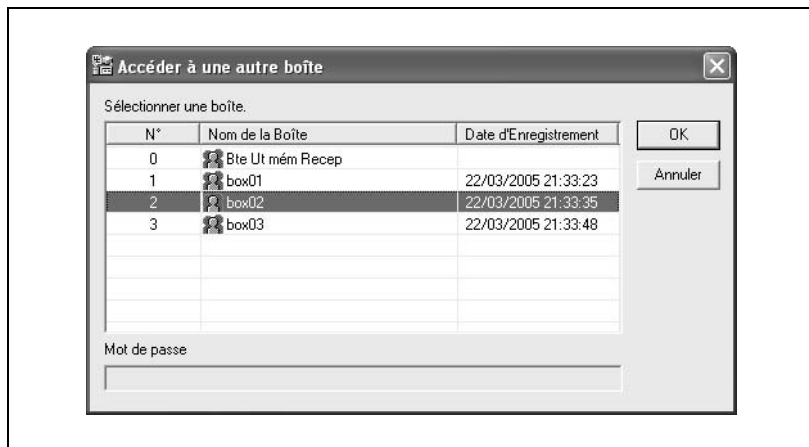 Accéder à une autre boîte
Sélectionner une boîte.
N° Nom de la Boîte Date d'Enregistrement OK
0 Bte Ut mém Recep
1 box01 22/03/2005 21:33:23 Annuler
2 box02 22/03/2005 21:33:35
3 box03 22/03/2005 21:33:48
Mot de passe